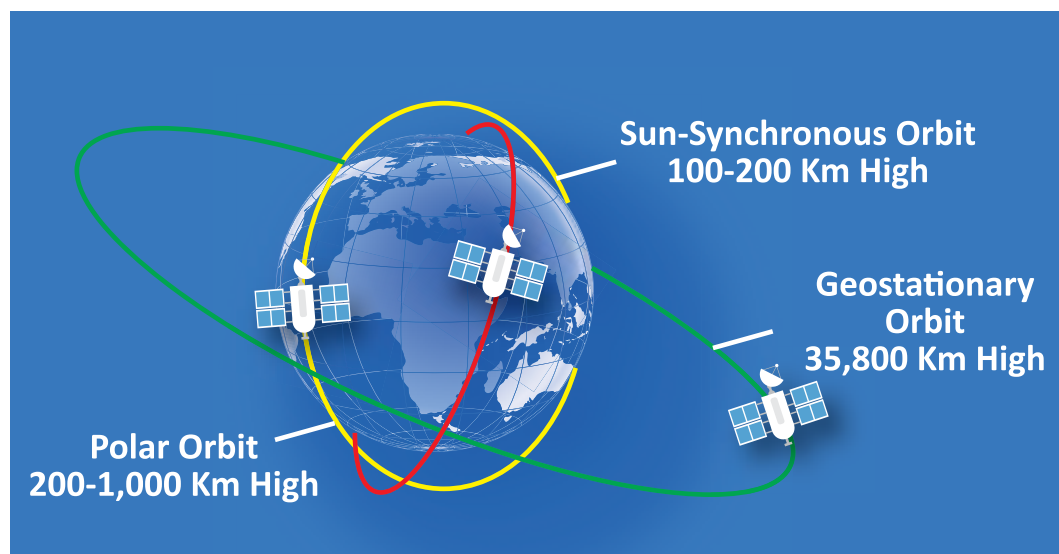 Sun-Synchronous Orbit
100-200 Km High
Geostationary
Orbit
35,800 Km High
Polar Orbit
200-1,000 Km High